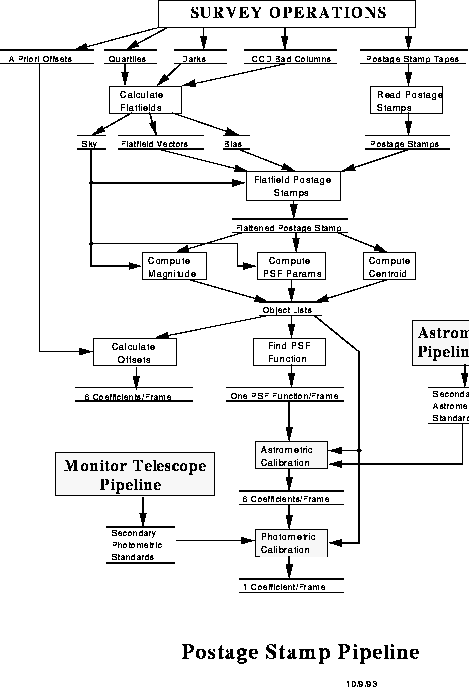 SURVEY OPERATIONS
A Priori Offsets
Quartiles
Darks
CCD Bad Columns
Postage Stamp Tapes
Calculate
Flatfields
Read Postage
Stamps
Sky
Flatfield Vectors
Bias
Postage Stamps
Flatfield Postage
Stamps
Flattened Postage Stamp
Compute
Magnitude
Compute
PSF Params
Compute
Centroid
Object Lists
Calculate
Offsets
Find PSF
Function
Astrom
Pipeline
6 Coefficients/Frame
One PSF Function/Frame
Seconda
Astrome
Standard
Astrometric
Calibration
Monitor Telescope
Pipeline
6 Coefficients/Frame
Secondary
Photometric
Standards
Photometric
Calibration
1 Coefficient/Frame
Postage Stamp Pipeline
10/9/93